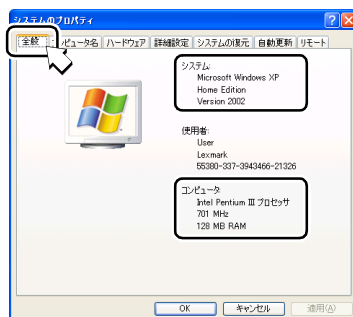 システムのプロパティ
全般 コンピュータ名 ハードウェア 詳細設定 システムの復元 自動更新 リモート
システム:
Microsoft Windows XP
Home Edition
Version 2002
使用者:
User
Lexmark
55380-337-3943466-21326
コンピュータ:
Intel Pentium III プロセッサ
701 MHz
128 MB RAM
OK キャンセル 適用(A)